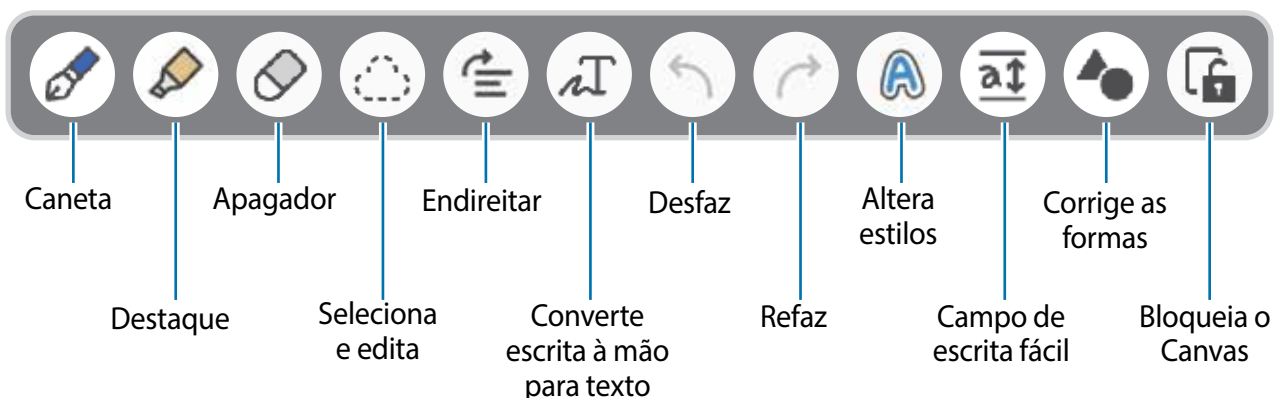 Caneta
Apagador
Endireitar
Desfaz
Altera
estilos
Corrige as
formas
Destaque
Seleciona
e edita
Converte
escrita à mão
para texto
Refaz
Campo de
escrita fácil
Bloqueia o
Canvas